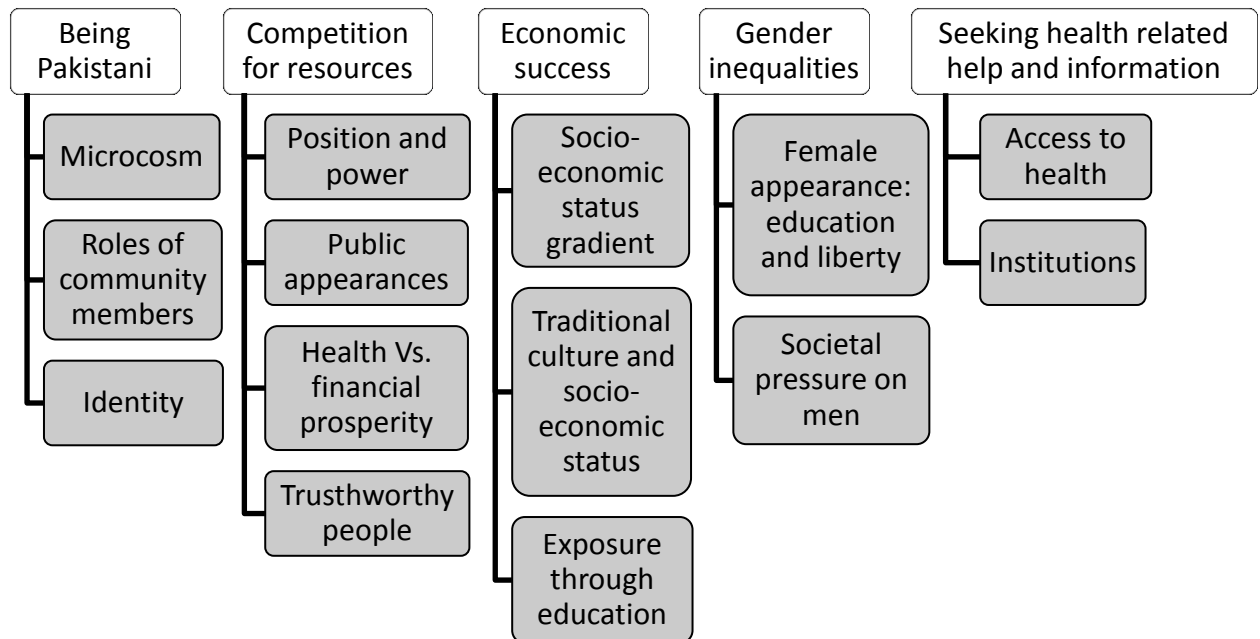 Being
Pakistani
Microcosm
Roles of
community
members
Identity
Competition
for resources
Position and
power
Public
appearances
Health Vs.
financial
prosperity
Trusthworthy
people
Economic
success
Socio-
economic
status
gradient
Traditional
culture and
socio-
economic
status
Exposure
through
education
Gender
inequalities
Female
appearance:
education
and liberty
Societal
pressure on
men
Seeking health related
help and information
Access to
health
Institutions